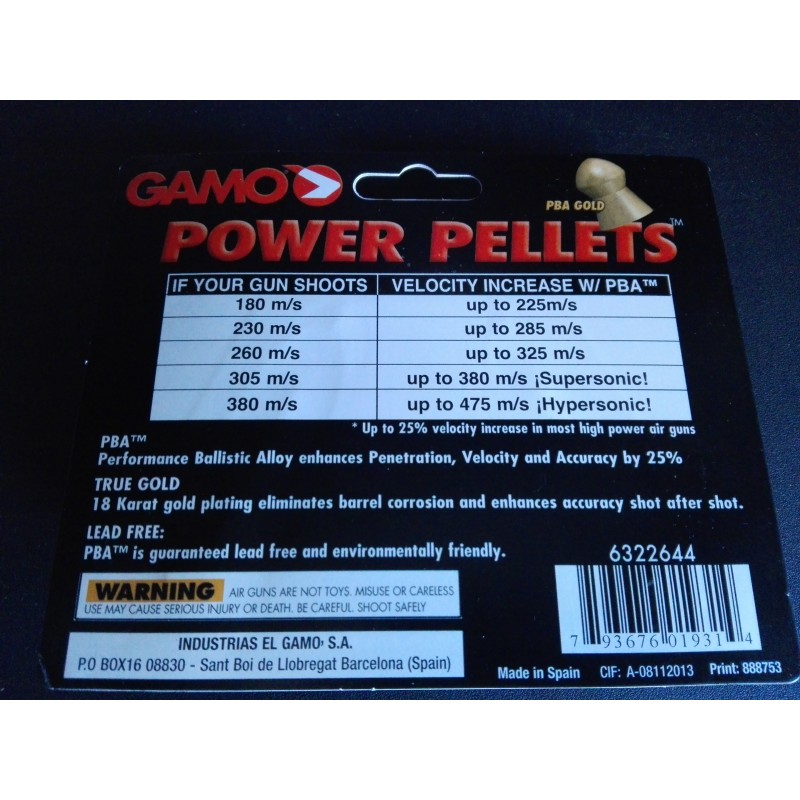 GAMO
PBA GOLD
POWER PELLETS™
IF YOUR GUN SHOOTS VELOCITY INCREASE W/ PBA™
180 m/s up to 225m/s
230 m/s up to 285 m/s
260 m/s up to 325 m/s
305 m/s up to 380 m/s ¡Supersonic!
380 m/s up to 475 m/s ¡Hypersonic!
* Up to 25% velocity increase in most high power air guns
PBA™
Performance Ballistic Alloy enhances Penetration, Velocity and Accuracy by 25%
TRUE GOLD
18 Karat gold plating eliminates barrel corrosion and enhances accuracy shot after shot.
LEAD FREE:
PBA™ is guaranteed lead free and environmentally friendly.
6322644
WARNING AIR GUNS ARE NOT TOYS. MISUSE OR CARELESS
USE MAY CAUSE SERIOUS INJURY OR DEATH. BE CAREFUL. SHOOT SAFELY
7 93676 01931 4
INDUSTRIAS EL GAMO, S.A.
P.O BOX16 08830 - Sant Boi de Llobregat Barcelona (Spain)
Made in Spain CIF: A-08112013 Print: 888753